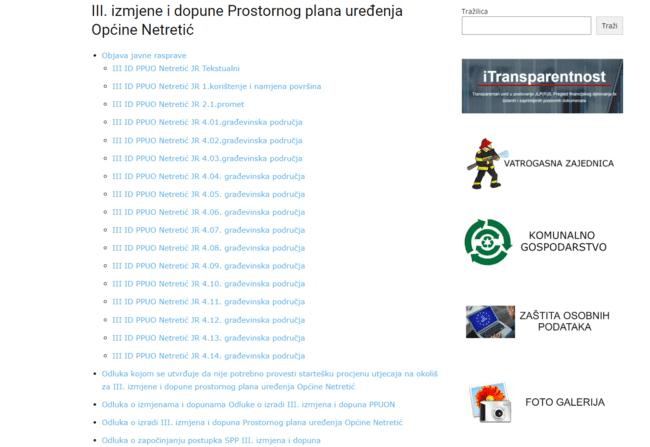 III. izmjene i dopune Prostornog plana uređenja
Općine Netretić
Objava javne rasprave
III ID PPUO Netretić JR Tekstualni
III ID PPUO Netretić JR 1.korištenje i namjena površina
III ID PPUO Netretić JR 2.1.promet
III ID PPUO Netretić JR 4.01.građevinska područja
III ID PPUO Netretić JR 4.02.građevinska područja
III ID PPUO Netretić JR 4.03.građevinska područja
III ID PPUO Netretić JR 4.04. građevinska područja
III ID PPUO Netretić JR 4.05. građevinska područja
III ID PPUO Netretić JR 4.06. građevinska područja
III ID PPUO Netretić JR 4.07. građevinska područja
III ID PPUO Netretić JR 4.08. građevinska područja
III ID PPUO Netretić JR 4.09. građevinska područja
III ID PPUO Netretić JR 4.10. građevinska područja
III ID PPUO Netretić JR 4.11. građevinska područja
III ID PPUO Netretić JR 4.12. građevinska područja
III ID PPUO Netretić JR 4.13. građevinska područja
III ID PPUO Netretić JR 4.14. građevinska područja
Odluka kojom se utvrđuje da nije potrebno provesti startešku procjenu utjecaja na okoliš
za III. izmjene i dopune prostornog plana uređenja Općine Netretić
Odluka o izmjenama i dopunama Odluke o izradi III. izmjena i dopuna PPUON
Odluka o izradi III. izmjena i dopuna Prostornog plana uređenja Općine Netretić
Odluka o započinjanju postupka SPP III. izmjena i dopuna
Tražilica
Traži
iTransparentnost
VATROGASNA ZAJEDNICA
KOMUNALNO
GOSPODARSTVO
ZAŠTITA OSOBNIH
PODATAKA
FOTO GALERIJA